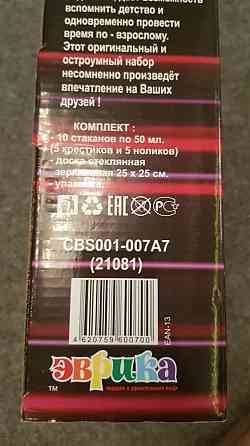 вспомнить детство и
одновременно провести
время по - взрослому.
Этот оригинальный и
остроумный набор
несомненно произведёт
впечатление на Ваших
друзей !
КОМПЛЕКТ :
- 10 стаканов по 50 мл.
(5 крестиков и 5 ноликов)
- доска стеклянная
зеркальная 25 x 25 см.
- упаковка.
EAC
CBS001-007A7
(21081)
4620759600700
EAN-13
эврика
TM